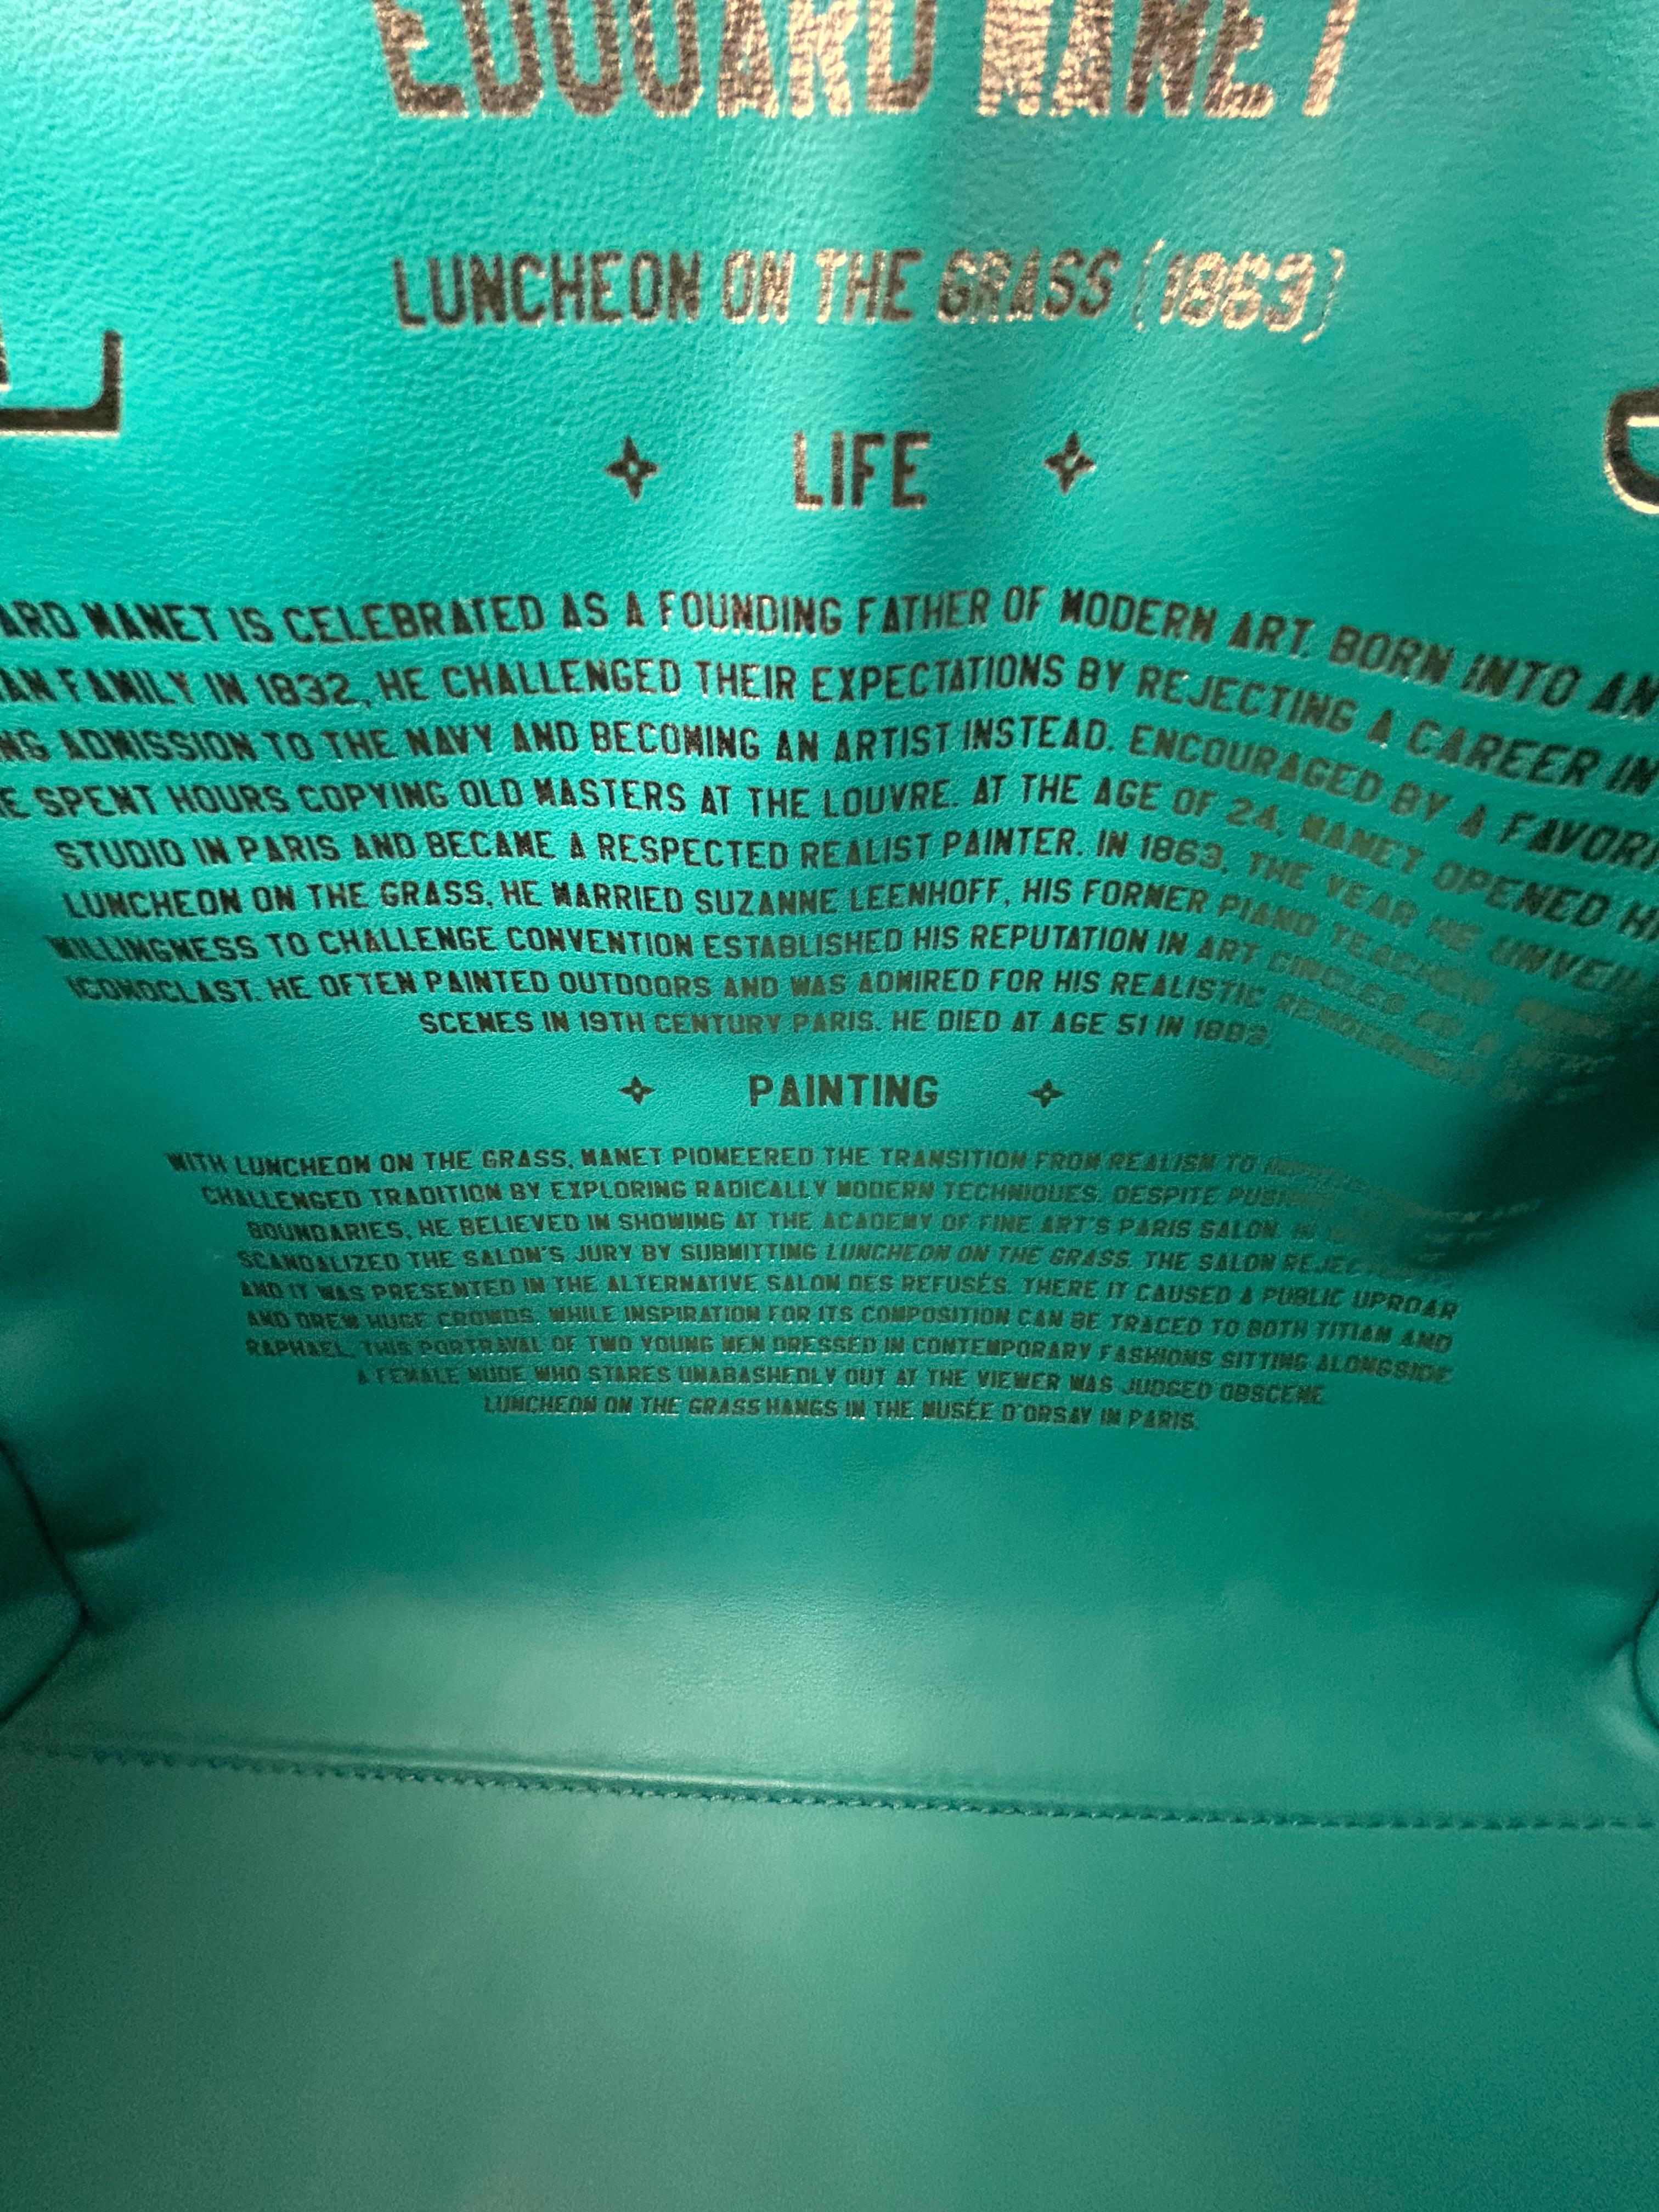 EDOUARD MANET
LUNCHEON ON THE GRASS (1863)
LIFE
ARD MANET IS CELEBRATED AS A FOUNDING FATHER OF MODERN ART. BORN INTO AN
AN FAMILY IN 1832, HE CHALLENGED THEIR EXPECTATIONS BY REJECTING A CAREER IN
NG ADMISSION TO THE NAVY AND BECOMING AN ARTIST INSTEAD. ENCOURAGED BY A FAVORI
E SPENT HOURS COPYING OLD MASTERS AT THE LOUVRE. AT THE AGE OF 24, MANET OPENED HI
STUDIO IN PARIS AND BECAME A RESPECTED REALIST PAINTER. IN 1863, THE YEAR HE UNVEIL
LUNCHEON ON THE GRASS, HE MARRIED SUZANNE LEENHOFF, HIS FORMER PIANO TEACHER.
WILLINGNESS TO CHALLENGE CONVENTION ESTABLISHED HIS REPUTATION IN ART CIRCLES AS A
ICONOCLAST. HE OFTEN PAINTED OUTDOORS AND WAS ADMIRED FOR HIS REALISTIC
SCENES IN 19TH CENTURY PARIS. HE DIED AT AGE 51 IN 1883.
PAINTING
WITH LUNCHEON ON THE GRASS, MANET PIONEERED THE TRANSITION FROM REALISM TO
CHALLENGED TRADITION BY EXPLORING RADICALLY MODERN TECHNIQUES. DESPITE
BOUNDARIES, HE BELIEVED IN SHOWING AT THE ACADEMY OF FINE ART'S PARIS SALON. IN
SCANDALIZED THE SALON'S JURY BY SUBMITTING LUNCHEON ON THE GRASS. THE SALON
AND IT WAS PRESENTED IN THE ALTERNATIVE SALON DES REFUSÉS. THERE IT CAUSED A PUBLIC UPROAR
AND DREW HUGE CROWDS. WHILE INSPIRATION FOR ITS COMPOSITION CAN BE TRACED TO BOTH TITIAN AND
RAPHAEL, THIS PORTRAYAL OF TWO YOUNG MEN DRESSED IN CONTEMPORARY FASHIONS SITTING ALONGSIDE
A FEMALE NUDE WHO STARES UNABASHEDLY OUT AT THE VIEWER WAS JUDGED OBSCENE.
LUNCHEON ON THE GRASS HANGS IN THE MUSÉE D'ORSAY IN PARIS.